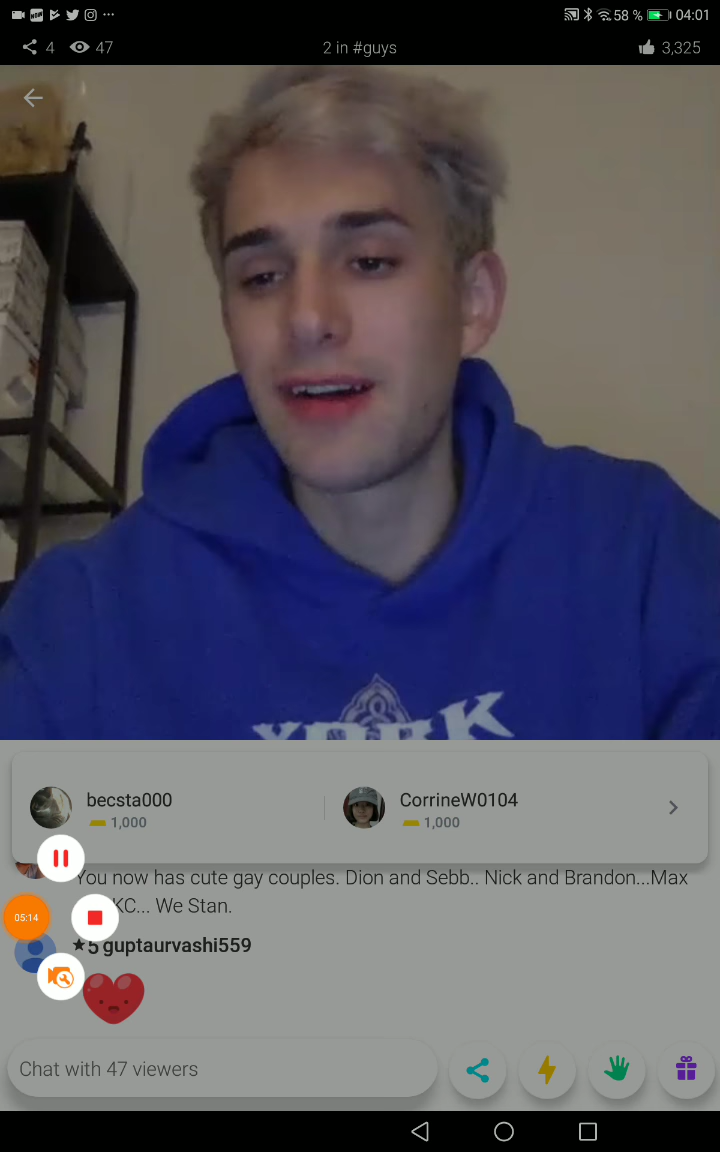 58 % 04:01
4 47 2 in #guys 3,325
YORK
becsta000 CorrineW0104
1,000 1,000
You now has cute gay couples. Dion and Sebb.. Nick and Brandon...Max
KC... We Stan.
05:14
★5 guptaurvashi559
Chat with 47 viewers